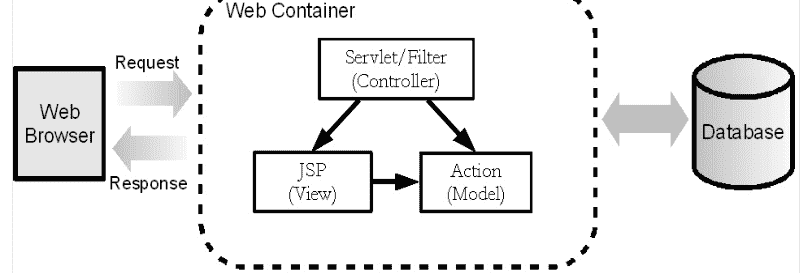 Web Container
Request
Web
Browser
Response
Servlet/Filter
(Controller)
JSP
(View)
Action
(Model)
Database